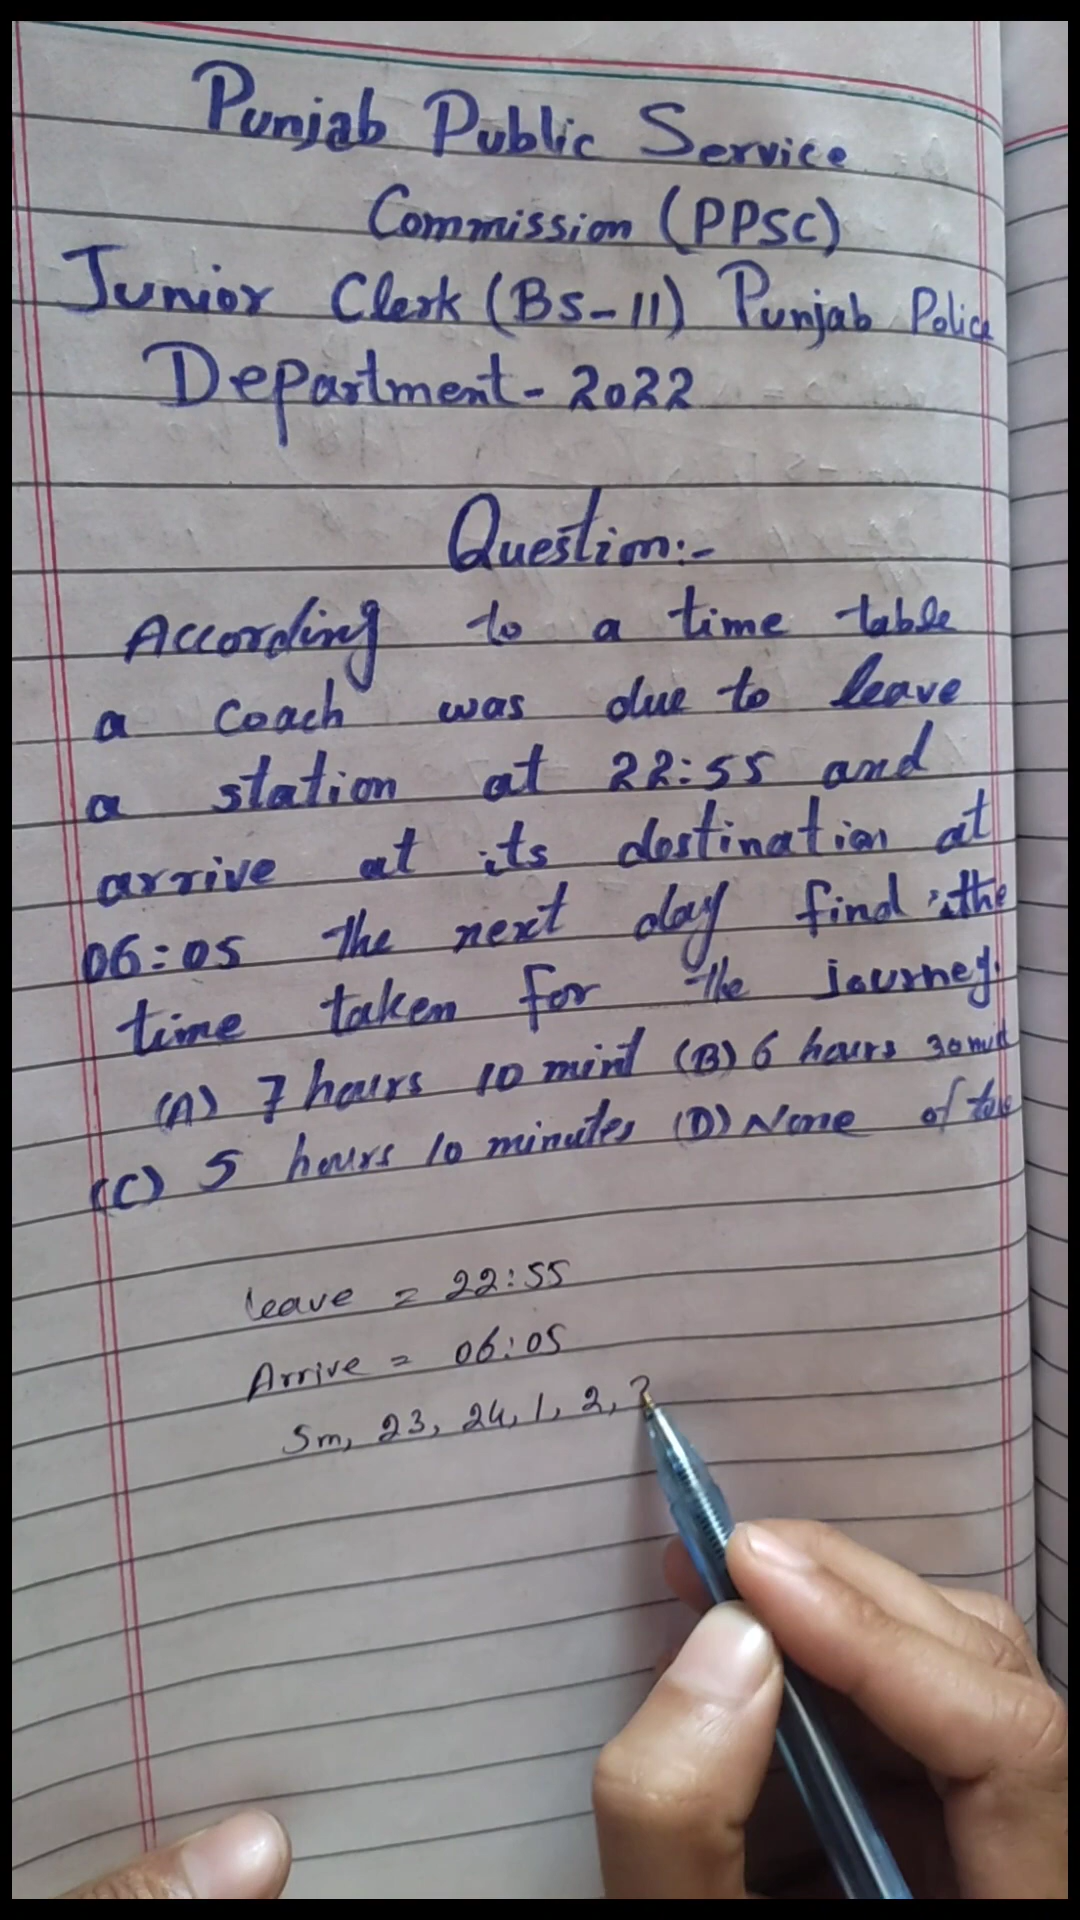 Punjab Public Service
Commission (PPSC)
Junior Clerk (BS-11) Punjab Police
Department - 2022
Question:-
According to a time table
a coach was due to leave
a station at 22:55 and
arrive at its destination at
06:05 the next day find the
time taken for the journey.
(A) 7 hours 10 mint (B) 6 hours 30 mint
(C) 5 hours 10 minutes (D) None of
leave = 22:55
Arrive = 06:05
5m, 23, 24, 1, 2, 3